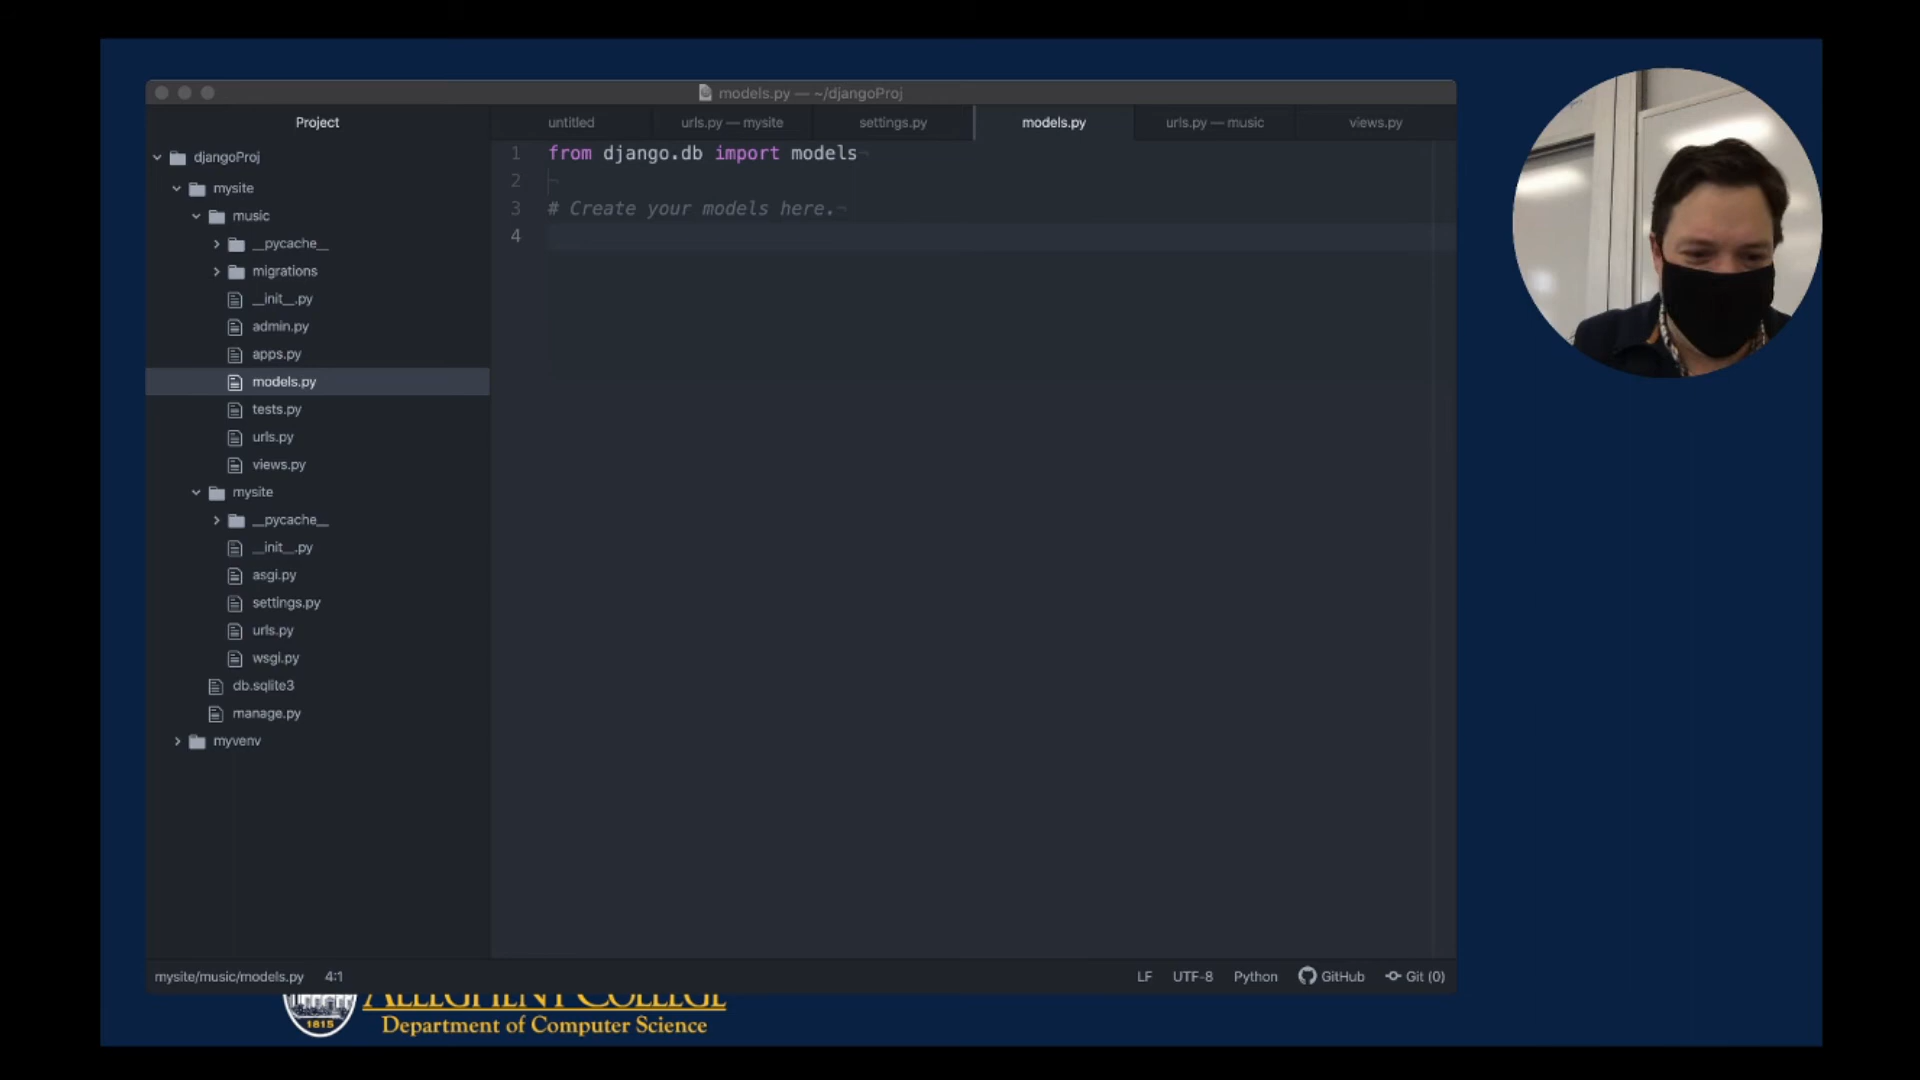 models.py — ~/djangoProj
Project
untitled
urls.py — mysite
settings.py
models.py
urls.py — music
views.py
djangoProj
mysite
music
__pycache__
migrations
__init__.py
admin.py
apps.py
models.py
tests.py
urls.py
views.py
mysite
__pycache__
__init__.py
asgi.py
settings.py
urls.py
wsgi.py
db.sqlite3
manage.py
myvenv
1 from django.db import models
2
3 # Create your models here.
4
mysite/music/models.py 4:1
LF UTF-8 Python GitHub Git (0)
ALLEGHENY COLLEGE
1815
Department of Computer Science